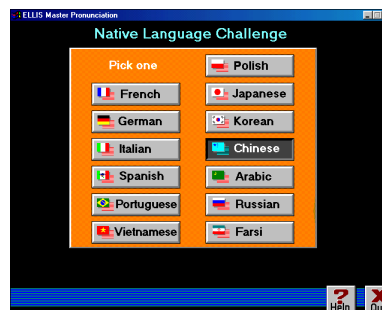 ELLIS Master Pronunciation
Native Language Challenge
Pick one
French
German
Italian
Spanish
Portuguese
Vietnamese
Polish
Japanese
Korean
Chinese
Arabic
Russian
Farsi
Help